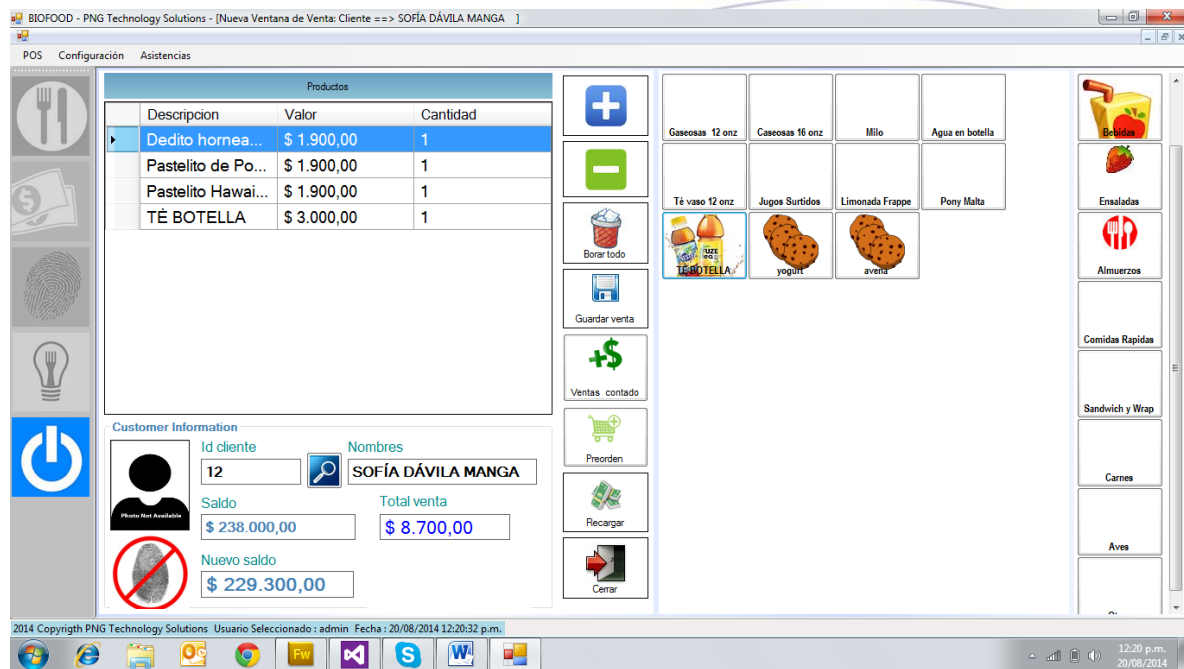 BIOFOOD - PNG Technology Solutions - [Nueva Ventana de Venta: Cliente ==> SOFÍA DÁVILA MANGA ]
POS Configuración Asistencias
Productos
Descripcion Valor Cantidad
Dedito hornea... $ 1.900,00 1
Pastelito de Po... $ 1.900,00 1
Pastelito Hawai... $ 1.900,00 1
TÈ BOTELLA $ 3.000,00 1
Borar todo
Guardar venta
+$
Ventas contado
Preorden
Recargar
Cerrar
Customer Information
Id cliente Nombres
12 SOFÍA DÁVILA MANGA
Photo Not Available
Saldo Total venta
$ 238.000,00 $ 8.700,00
Nuevo saldo
$ 229.300,00
Gaseosas 12 onz Caseosas 16 onz Milo Agua en botella
Té vaso 12 onz Jugos Surtidos Limonada Frappe Pony Malta
FUZE
TÈ BOTELLA yogurt avena
Bebidas
Ensaladas
Almuerzos
Comidas Rapidas
Sandwich y Wrap
Carnes
Aves
2014 Copyrigth PNG Technology Solutions Usuario Seleccionado : admin Fecha : 20/08/2014 12:20:32 p.m.
Fw
S
W
12:20 p.m.
20/08/2014